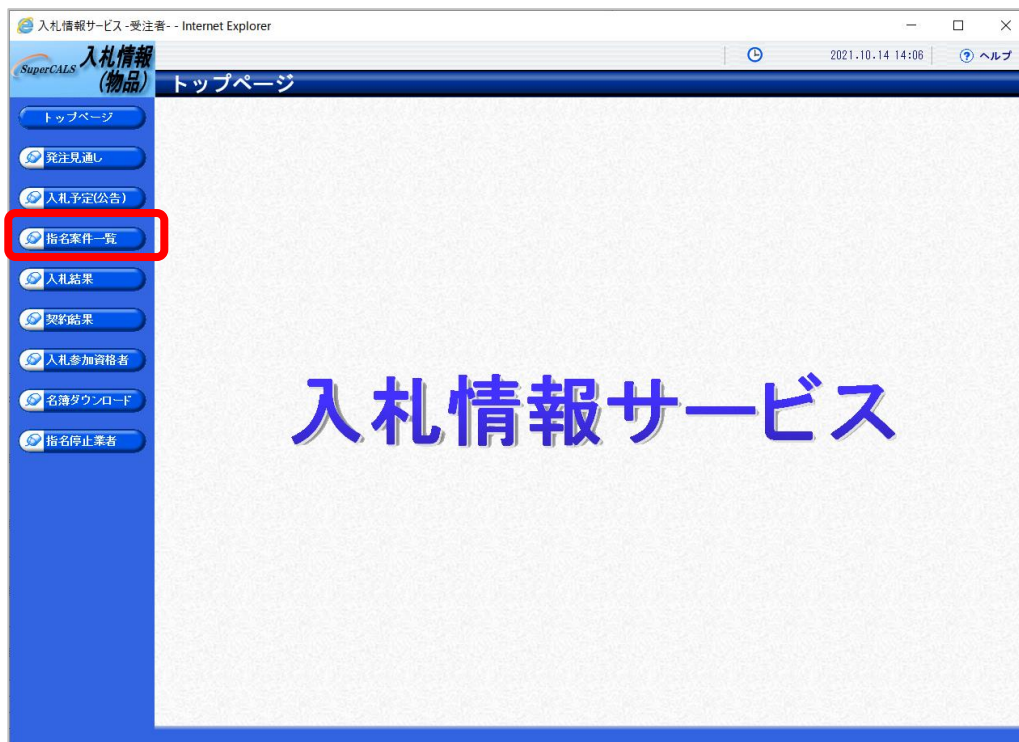 入札情報サービス -受注者- - Internet Explorer
SuperCALS 入札情報
(物品)
2021.10.14 14:06
ヘルプ
トップページ
トップページ
発注見通し
入札予定(公告)
指名案件一覧
入札結果
契約結果
入札参加資格者
名簿ダウンロード
指名停止業者
入札情報サービス